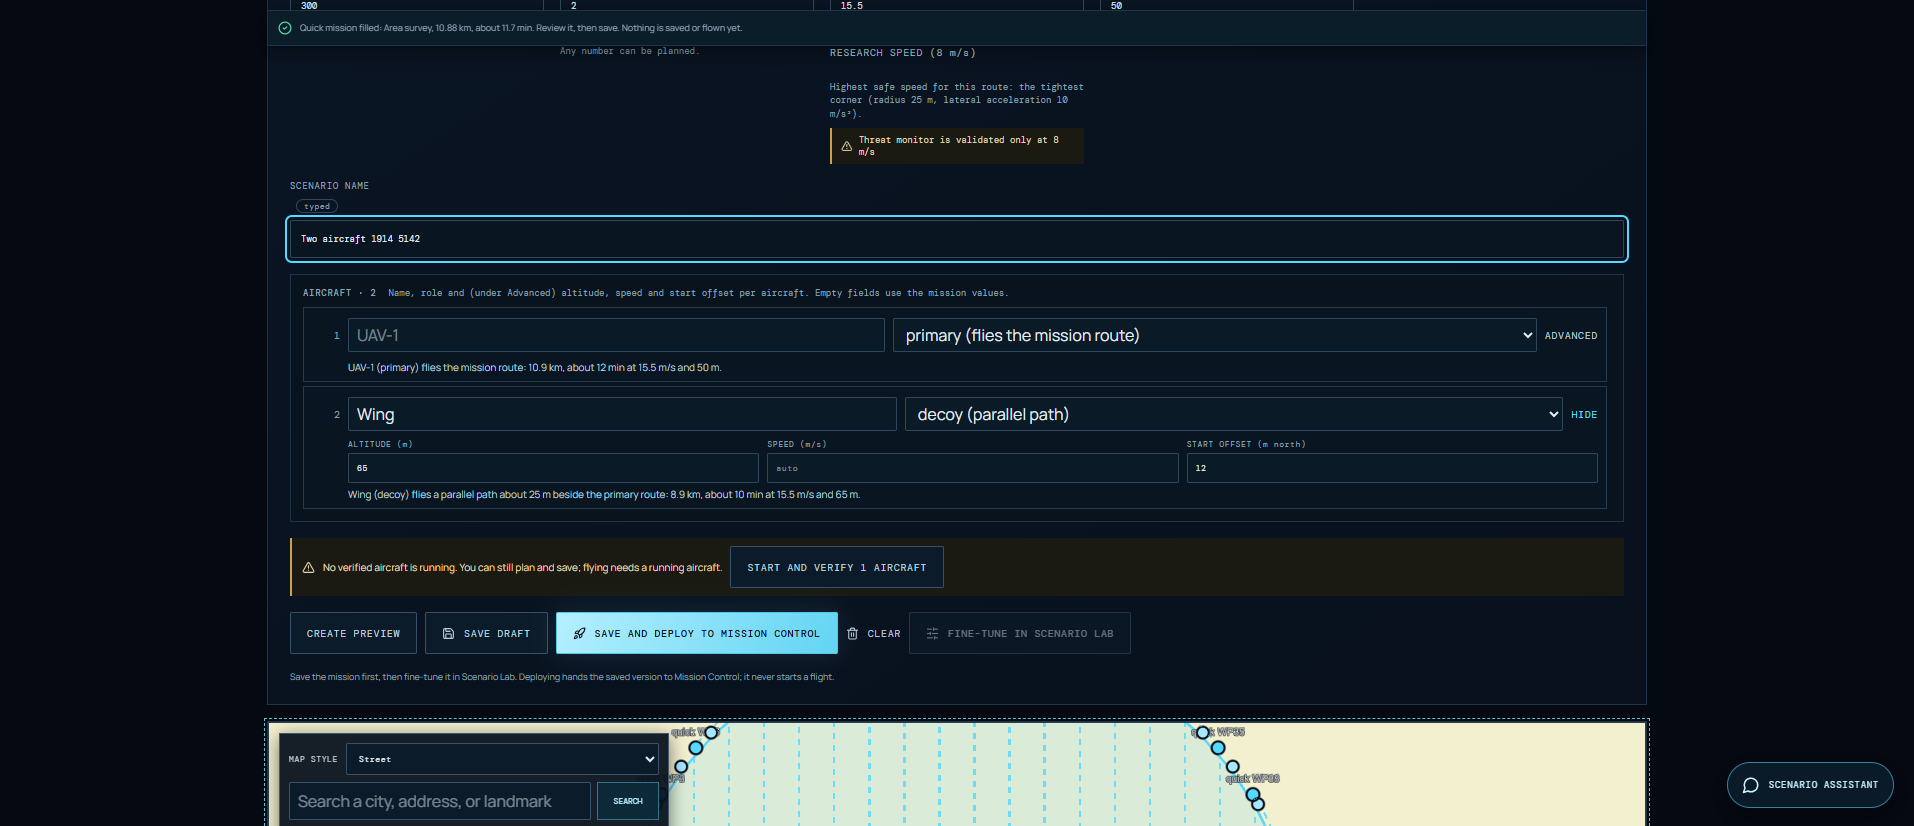 300
2
15.5
50
Quick mission filled: Area survey, 10.88 km, about 11.7 min. Review it, then save. Nothing is saved or flown yet.
Any number can be planned.
RESEARCH SPEED (8 m/s)
Highest safe speed for this route: the tightest
corner (radius 25 m, lateral acceleration 10
m/s²).
Threat monitor is validated only at 8
m/s
SCENARIO NAME
typed
Two aircraft 1914 5142
AIRCRAFT · 2 Name, role and (under Advanced) altitude, speed and start offset per aircraft. Empty fields use the mission values.
1
UAV-1
primary (flies the mission route)
ADVANCED
UAV-1 (primary) flies the mission route: 10.9 km, about 12 min at 15.5 m/s and 50 m.
2
Wing
decoy (parallel path)
HIDE
ALTITUDE (m)
SPEED (m/s)
START OFFSET (m north)
65
auto
12
Wing (decoy) flies a parallel path about 25 m beside the primary route: 8.9 km, about 10 min at 15.5 m/s and 65 m.
No verified aircraft is running. You can still plan and save; flying needs a running aircraft.
START AND VERIFY 1 AIRCRAFT
CREATE PREVIEW
SAVE DRAFT
SAVE AND DEPLOY TO MISSION CONTROL
CLEAR
FINE-TUNE IN SCENARIO LAB
Save the mission first, then fine-tune it in Scenario Lab. Deploying hands the saved version to Mission Control; it never starts a flight.
quick
MAP STYLE
Street
Search a city, address, or landmark
SEARCH
SCENARIO ASSISTANT